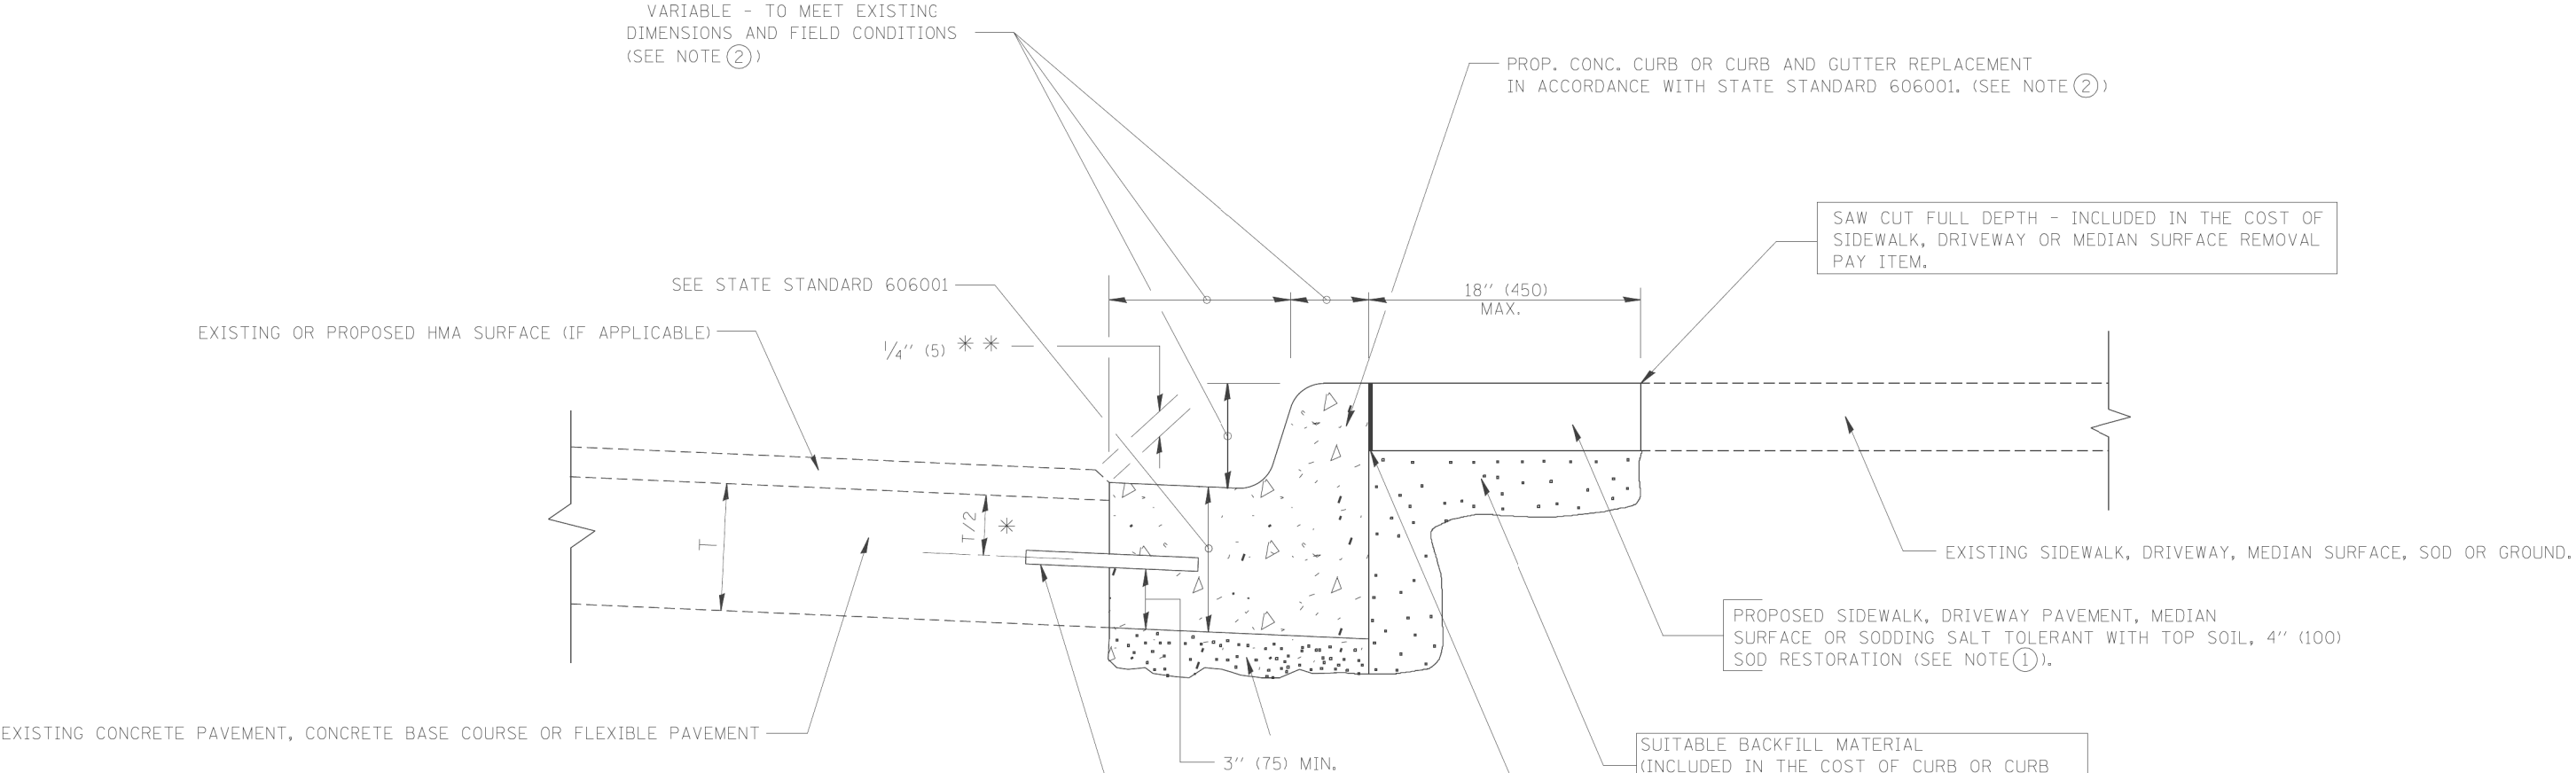 VARIABLE - TO MEET EXISTING
DIMENSIONS AND FIELD CONDITIONS
(SEE NOTE ②)
PROP. CONC. CURB OR CURB AND GUTTER REPLACEMENT
IN ACCORDANCE WITH STATE STANDARD 606001. (SEE NOTE ②)
SAW CUT FULL DEPTH - INCLUDED IN THE COST OF
SIDEWALK, DRIVEWAY OR MEDIAN SURFACE REMOVAL
PAY ITEM.
SEE STATE STANDARD 606001
18'' (450)
MAX.
EXISTING OR PROPOSED HMA SURFACE (IF APPLICABLE)
1/4'' (5) * *
T
T/2
*
EXISTING SIDEWALK, DRIVEWAY, MEDIAN SURFACE, SOD OR GROUND.
PROPOSED SIDEWALK, DRIVEWAY PAVEMENT, MEDIAN
SURFACE OR SODDING SALT TOLERANT WITH TOP SOIL, 4'' (100)
SOD RESTORATION (SEE NOTE ①).
EXISTING CONCRETE PAVEMENT, CONCRETE BASE COURSE OR FLEXIBLE PAVEMENT
3'' (75) MIN.
SUITABLE BACKFILL MATERIAL
(INCLUDED IN THE COST OF CURB OR CURB